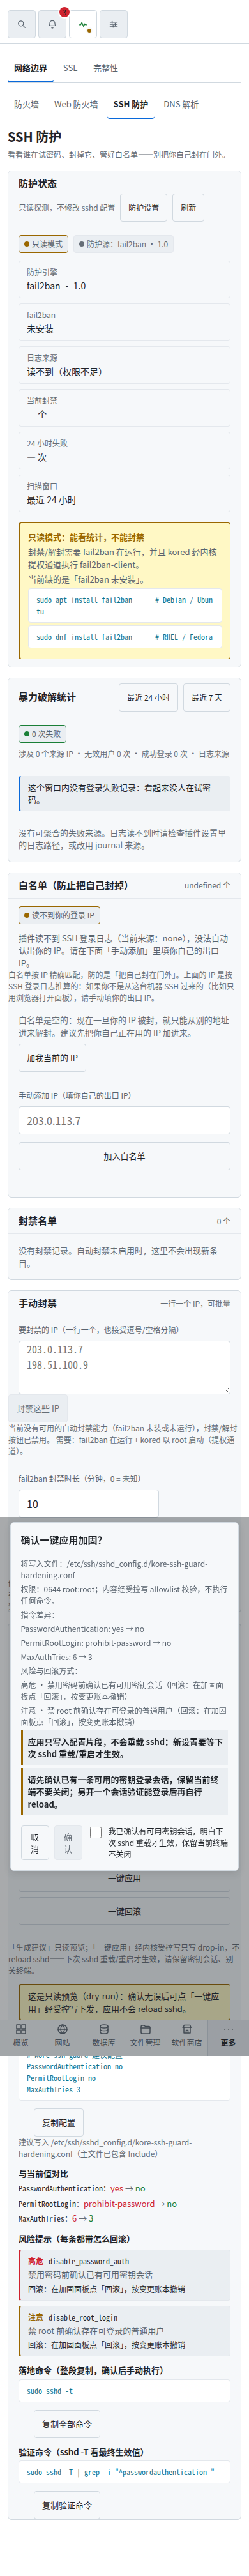 网络边界 SSL 完整性
防火墙 Web 防火墙 SSH 防护 DNS 解析
SSH 防护
看看谁在试密码、封掉它、管好白名单——别把你自己封在门外。
防护状态
只读探测，不修改 sshd 配置 防护设置 刷新
只读模式 防护源：fail2ban · 1.0
防护引擎
fail2ban · 1.0
fail2ban
未安装
日志来源
读不到（权限不足）
当前封禁
— 个
24 小时失败
— 次
扫描窗口
最近 24 小时
只读模式：能看统计，不能封禁
封禁/解封需要 fail2ban 在运行，并且 kored 经内核
提权通道执行 fail2ban-client。
当前缺的是「fail2ban 未安装」。
sudo apt install fail2ban # Debian / Ubun
tu
sudo dnf install fail2ban # RHEL / Fedora
暴力破解统计 最近 24 小时 最近 7 天
0 次失败
涉及 0 个来源 IP · 无效用户 0 次 · 成功登录 0 次 · 日志来源
—
这个窗口内没有登录失败记录：看起来没人在试密
码。
没有可聚合的失败来源。日志读不到时请检查插件设置里
的日志路径，或改用 journal 来源。
白名单（防止把自己封掉） undefined 个
读不到你的登录 IP
插件读不到 SSH 登录日志（当前来源：none），没法自动
认出你的 IP。请在下面「手动添加」里填你自己的出口
IP。
白名单按 IP 精确匹配，防的是「把自己封在门外」。上面的 IP 是按
SSH 登录日志推算的：如果你不是从这台机器 SSH 过来的（比如只
用浏览器打开面板），请手动填你的出口 IP。
白名单是空的：现在一旦你的 IP 被封，就只能从别的地址
进来解封。建议先把你自己正在用的 IP 加进来。
加我当前的 IP
手动添加 IP（填你自己的出口 IP）
203.0.113.7
加入白名单
封禁名单 0 个
没有封禁记录。自动封禁未启用时，这里不会出现新条
目。
手动封禁 一行一个 IP，可批量
要封禁的 IP（一行一个，也接受逗号/空格分隔）
203.0.113.7
198.51.100.9
封禁这些 IP
当前没有可用的自动封禁能力（fail2ban 未装或未运行），封禁/解封
按钮已禁用。 需要：fail2ban 在运行 + kored 以 root 启动（提权通
道）。
fail2ban 封禁时长（分钟，0 = 未知）
10
确认一键应用加固？
将写入文件：/etc/ssh/sshd_config.d/kore-ssh-guard-
hardening.conf
权限：0644 root:root；内容经受控写 allowlist 校验，不执行
任何命令。
指令差异：
PasswordAuthentication: yes → no
PermitRootLogin: prohibit-password → no
MaxAuthTries: 6 → 3
风险与回滚方式：
高危 · 禁用密码前确认已有可用密钥会话（回滚：在加固面
板点「回滚」，按变更账本撤销）
注意 · 禁 root 前确认存在可登录的普通用户（回滚：在加固
面板点「回滚」，按变更账本撤销）
应用只写入配置片段，不会重载 sshd：新设置要等下
次 sshd 重载/重启才生效。
请先确认已有一条可用的密钥登录会话，保留当前终
端不要关闭；另开一个会话验证能登录后再自行
reload。
取消 确认 我已确认有可用密钥会话，明白下
次 sshd 重载才生效，保留当前终端
不关闭
一键应用
一键回滚
「生成建议」只读预览；「一键应用」经内核受控写只写 drop-in，不
reload sshd——下次 sshd 重载/重启才生效，请保留密钥会话、别
关终端。
这是只读预览（dry-run）：确认无误后可点「一键应
用」经受控写下发，应用不会 reload sshd。
概览 网站 数据库 文件管理 软件商店 更多
PasswordAuthentication no
PermitRootLogin no
MaxAuthTries 3
复制配置
建议写入 /etc/ssh/sshd_config.d/kore-ssh-guard-
hardening.conf（主文件已包含 Include）
与当前值对比
PasswordAuthentication: yes → no
PermitRootLogin: prohibit-password → no
MaxAuthTries: 6 → 3
风险提示（每条都带怎么回滚）
高危 disable_password_auth
禁用密码前确认已有可用密钥会话
回滚：在加固面板点「回滚」，按变更账本撤销
注意 disable_root_login
禁 root 前确认存在可登录的普通用户
回滚：在加固面板点「回滚」，按变更账本撤销
落地命令（整段复制，确认后手动执行）
sudo sshd -t
复制全部命令
验证命令（sshd -T 看最终生效值）
sudo sshd -T | grep -i "^passwordauthentication "
复制验证命令